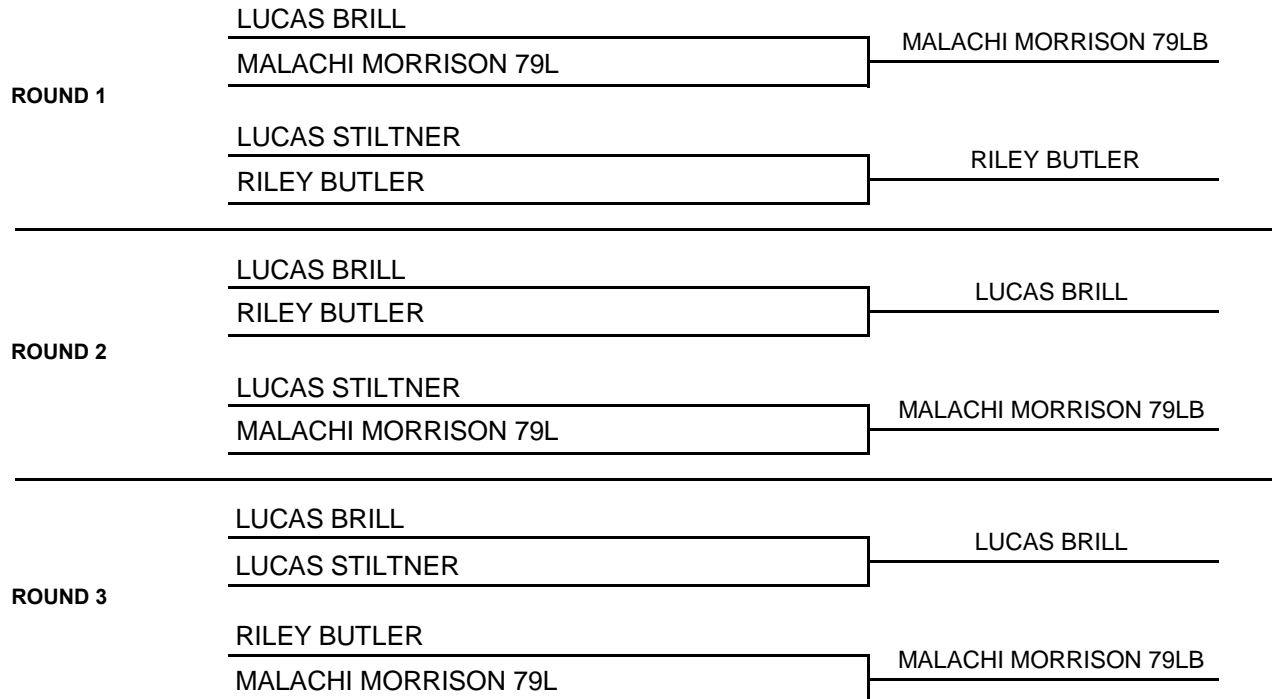 LUCAS BRILL
MALACHI MORRISON 79LB
MALACHI MORRISON 79L
ROUND 1
LUCAS STILTNER
RILEY BUTLER
RILEY BUTLER
LUCAS BRILL
LUCAS BRILL
RILEY BUTLER
ROUND 2
LUCAS STILTNER
MALACHI MORRISON 79LB
MALACHI MORRISON 79L
LUCAS BRILL
LUCAS BRILL
LUCAS STILTNER
ROUND 3
RILEY BUTLER
MALACHI MORRISON 79LB
MALACHI MORRISON 79L